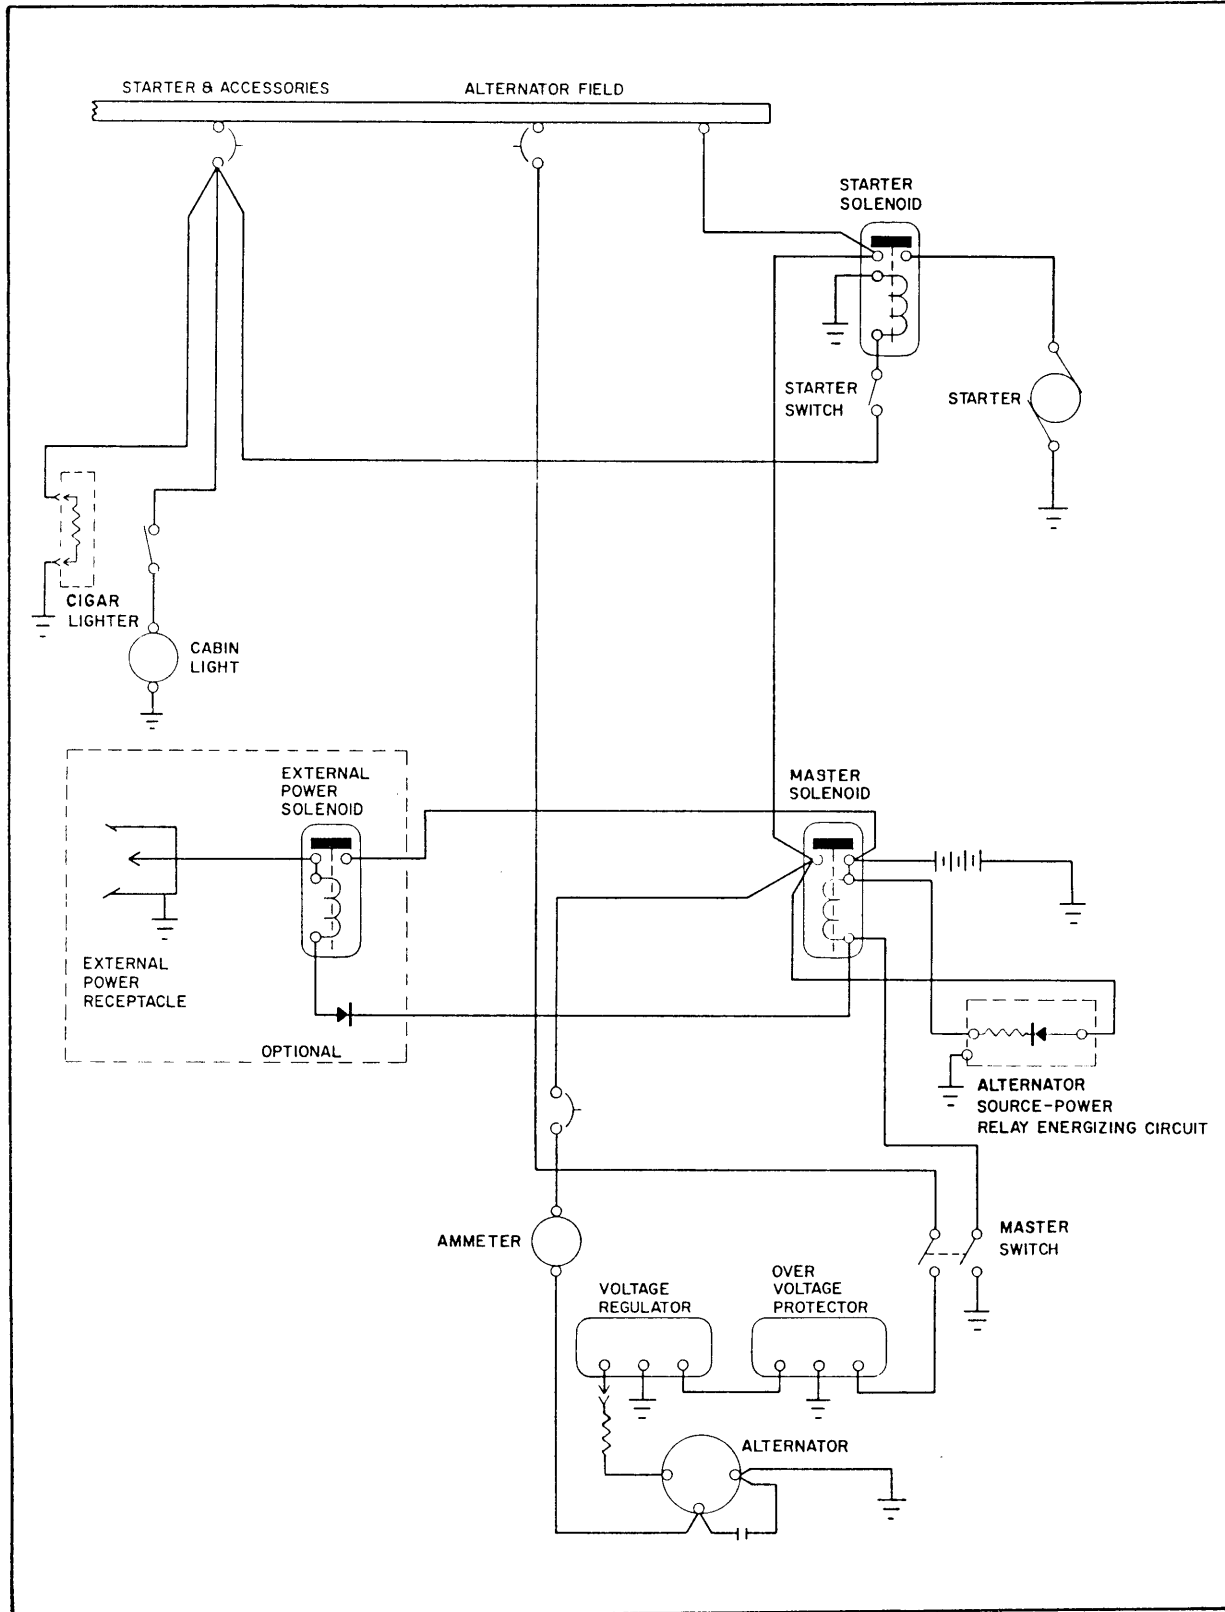 STARTER & ACCESSORIES
ALTERNATOR FIELD
STARTER
SOLENOID
STARTER
SWITCH
STARTER
CIGAR
LIGHTER
CABIN
LIGHT
EXTERNAL
POWER
SOLENOID
MASTER
SOLENOID
EXTERNAL
POWER
RECEPTACLE
OPTIONAL
ALTERNATOR
SOURCE-POWER
RELAY ENERGIZING CIRCUIT
AMMETER
MASTER
SWITCH
VOLTAGE
REGULATOR
OVER
VOLTAGE
PROTECTOR
ALTERNATOR